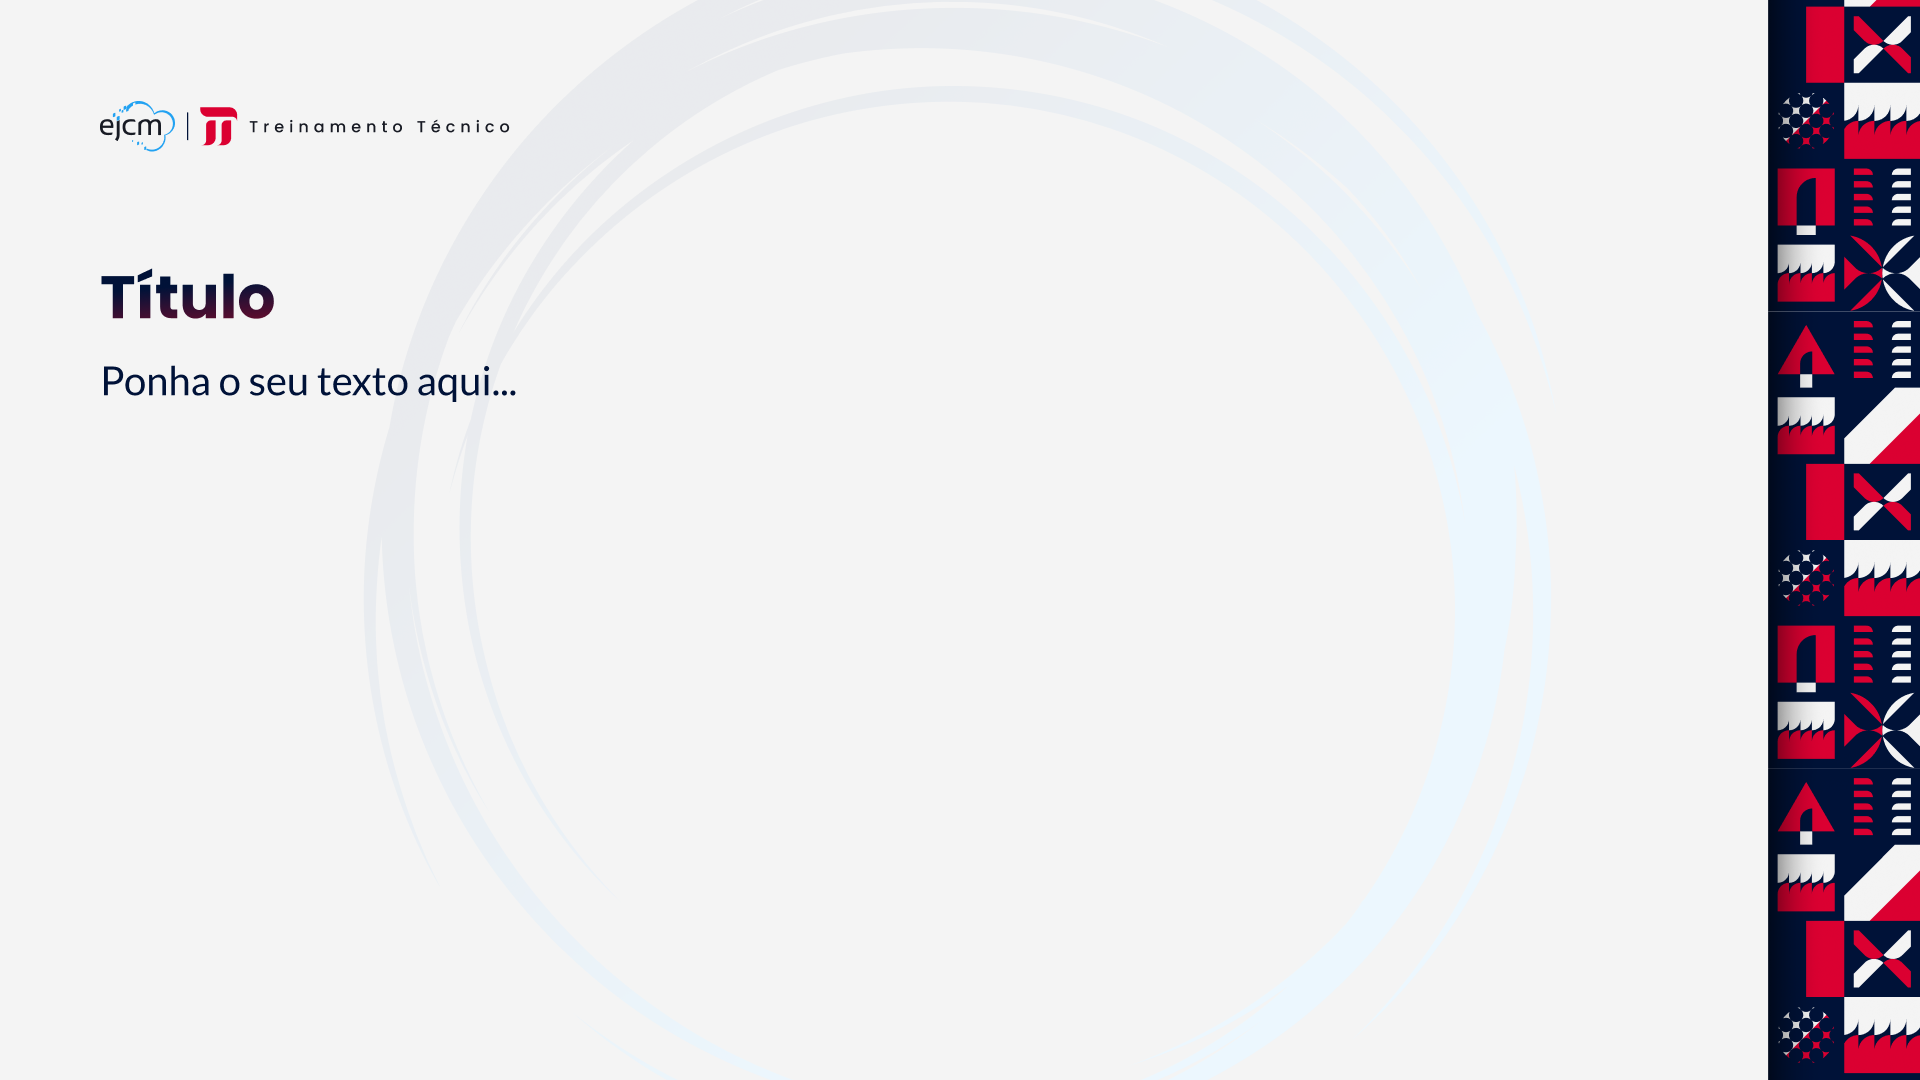 ejcm | Treinamento Técnico
Título
Ponha o seu texto aqui...